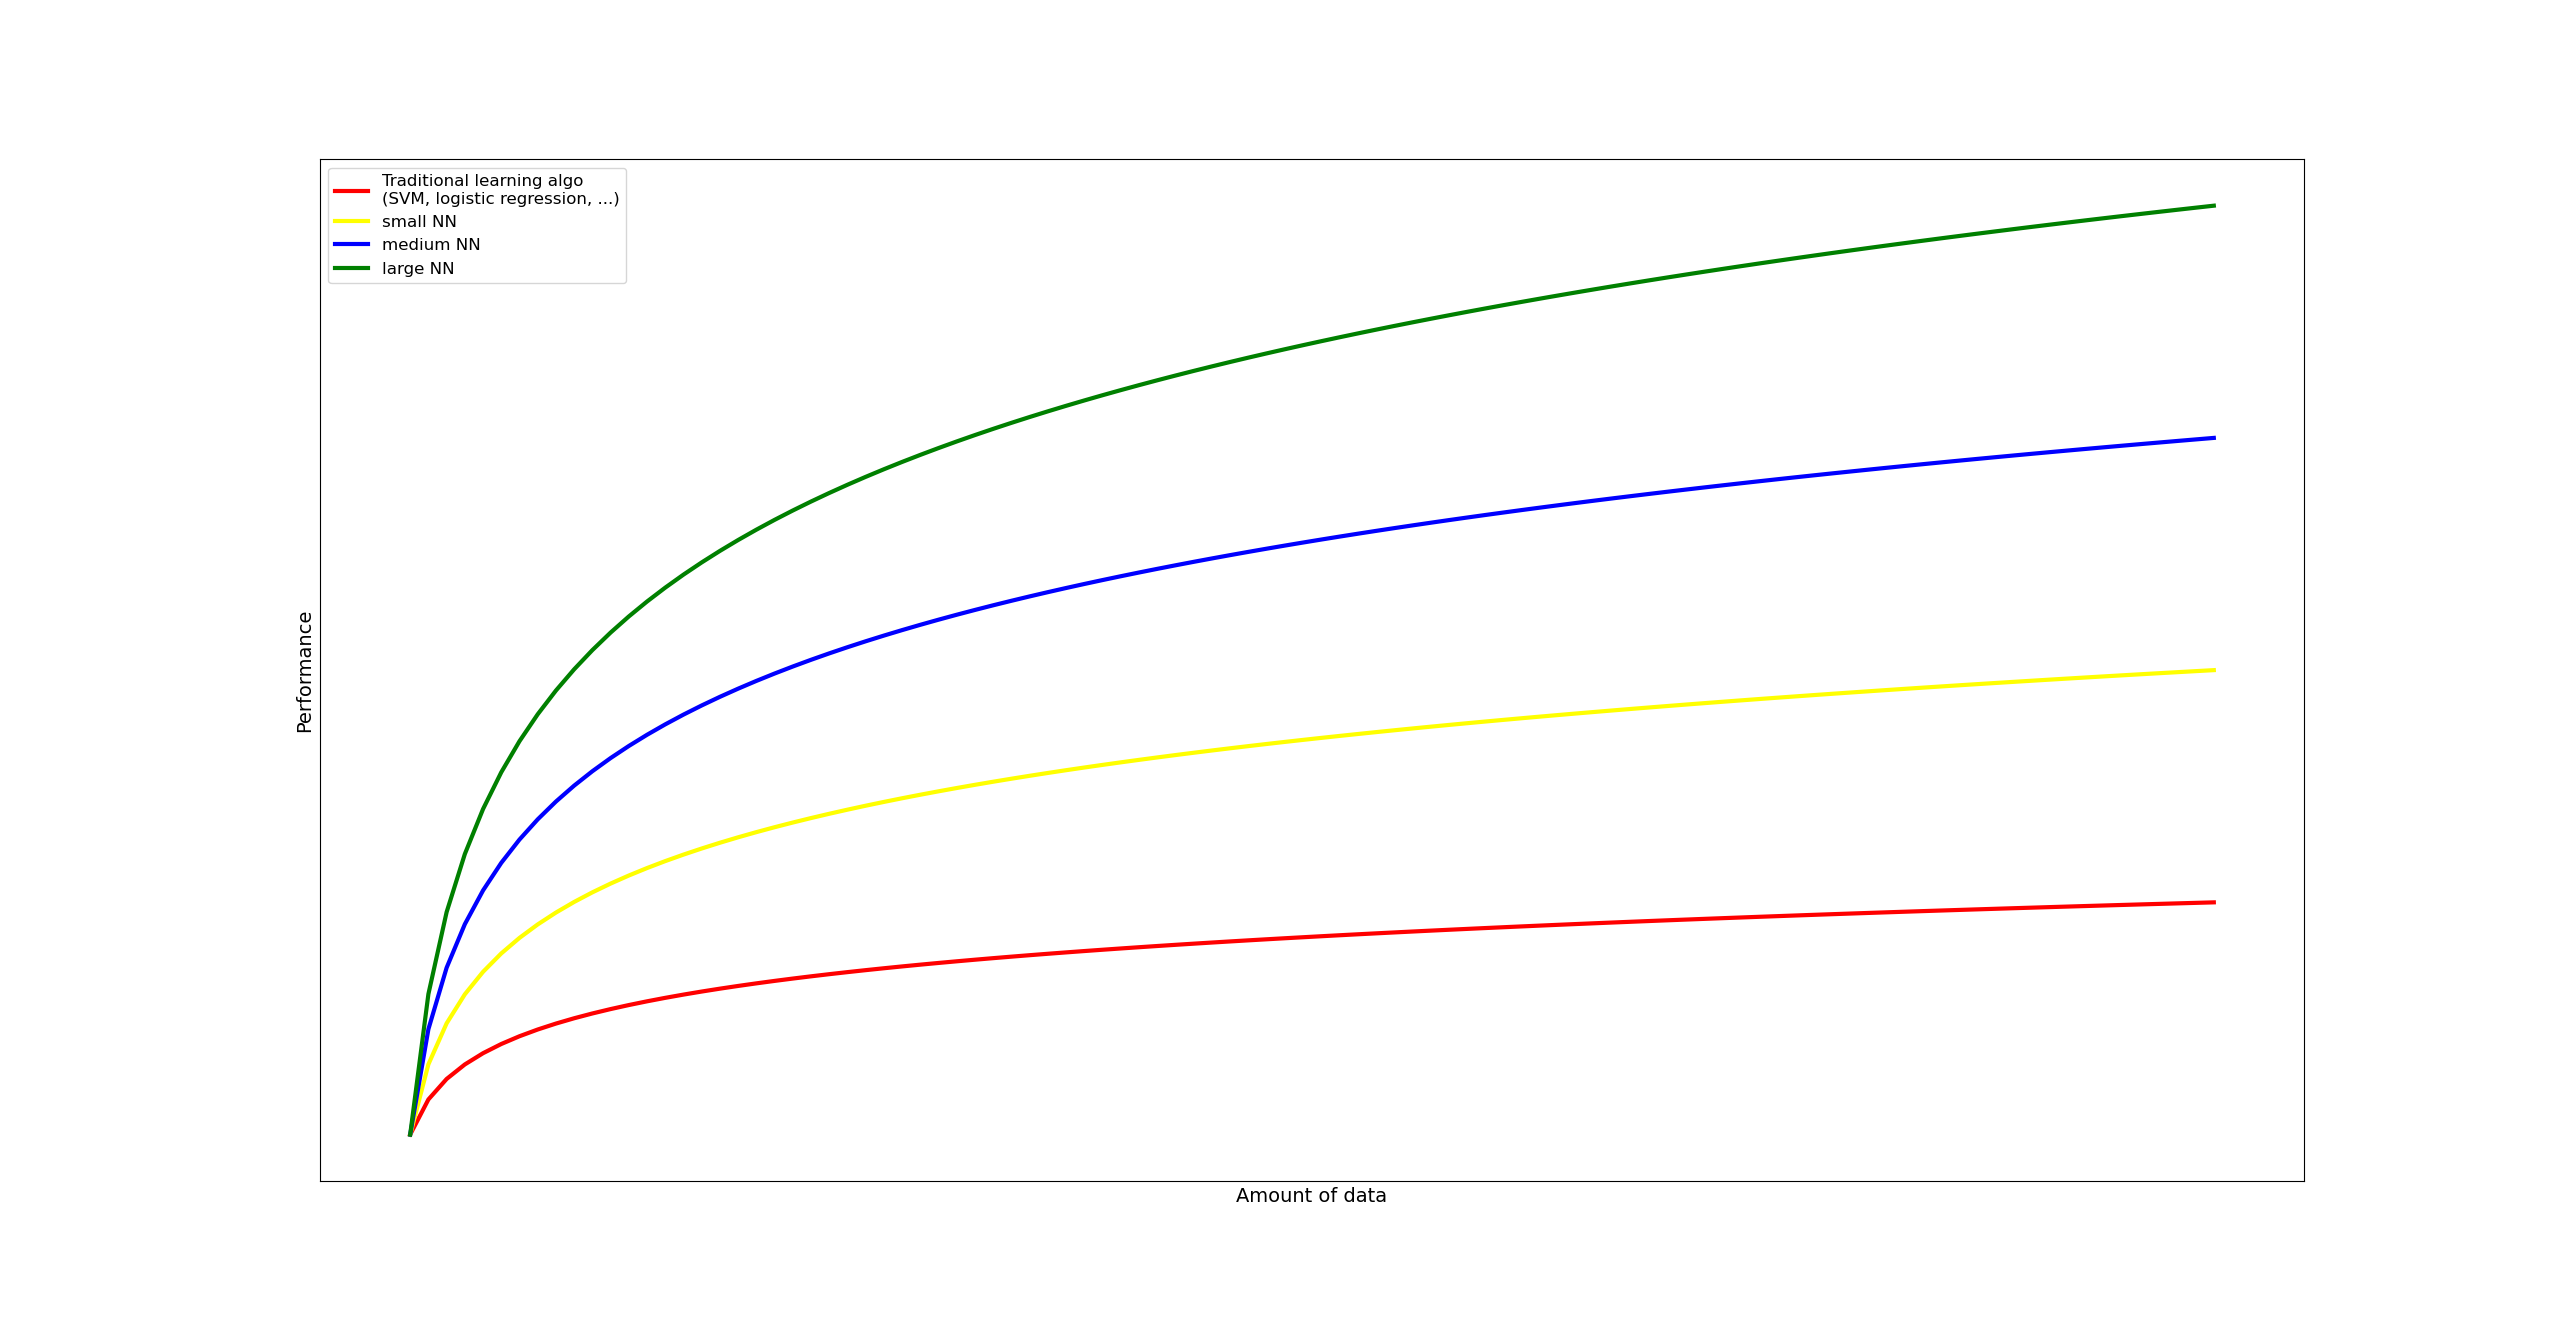 Traditional learning algo
(SVM, logistic regression, ...)
small NN
medium NN
large NN
Performance
Amount of data